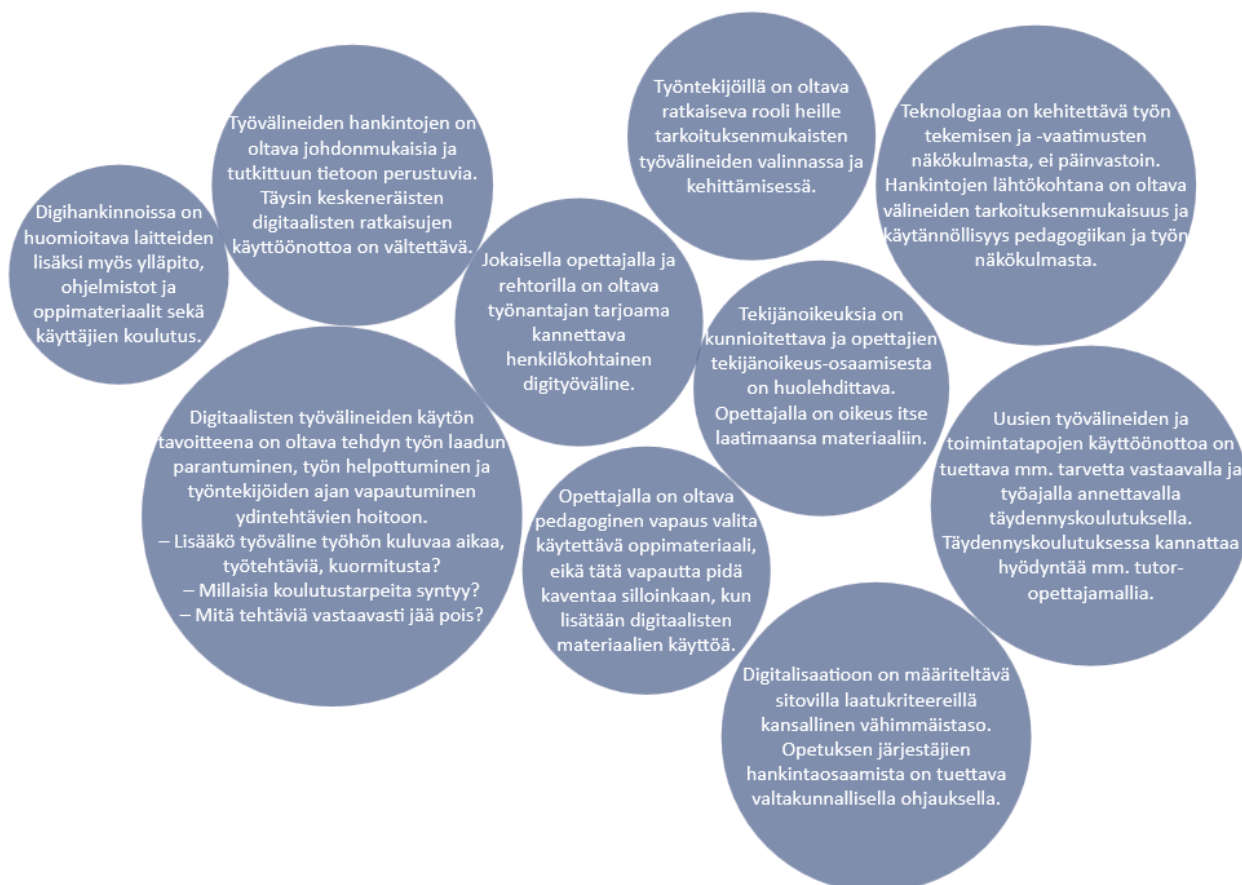 Digihankinnoissa on
huomioitava laitteiden
lisäksi myös ylläpito,
ohjelmistot ja
oppimateriaalit sekä
käyttäjien koulutus.
Työvälineiden hankintojen on
oltava johdonmukaisia ja
tutkittuun tietoon perustuvia.
Täysin keskeneräisten
digitaalisten ratkaisujen
käyttöönottoa on vältettävä.
Työntekijöillä on oltava
ratkaiseva rooli heille
tarkoituksenmukaisten
työvälineiden valinnassa ja
kehittämisessä.
Teknologiaa on kehitettävä työn
tekemisen ja -vaatimusten
näkökulmasta, ei päinvastoin.
Hankintojen lähtökohtana on oltava
välineiden tarkoituksenmukaisuus ja
käytännöllisyys pedagogiikan ja työn
näkökulmasta.
Jokaisella opettajalla ja
rehtorilla on oltava
työnantajan tarjoama
kannettava
henkilökohtainen
digityöväline.
Tekijänoikeuksia on
kunnioitettava ja opettajien
tekijänoikeus-osaamisesta
on huolehdittava.
Opettajalla on oikeus itse
laatimaansa materiaaliin.
Digitaalisten työvälineiden käytön
tavoitteena on oltava tehdyn työn laadun
parantuminen, työn helpottuminen ja
työntekijöiden ajan vapautuminen
ydintehtävien hoitoon.
– Lisääkö työväline työhön kuluvaa aikaa,
työtehtäviä, kuormitusta?
– Millaisia koulutustarpeita syntyy?
– Mitä tehtäviä vastaavasti jää pois?
Opettajalla on oltava
pedagoginen vapaus valita
käytettävä oppimateriaali,
eikä tätä vapautta pidä
kaventaa silloinkaan, kun
lisätään digitaalisten
materiaalien käyttöä.
Uusien työvälineiden ja
toimintatapojen käyttöönottoa on
tuettava mm. tarvetta vastaavalla ja
työajalla annettavalla
täydennyskoulutuksella.
Täydennyskoulutuksessa kannattaa
hyödyntää mm. tutor-
opettajamallia.
Digitalisaatioon on määriteltävä
sitovilla laatukriteereillä
kansallinen vähimmäistaso.
Opetuksen järjestäjien
hankintaosaamista on tuettava
valtakunnallisella ohjauksella.